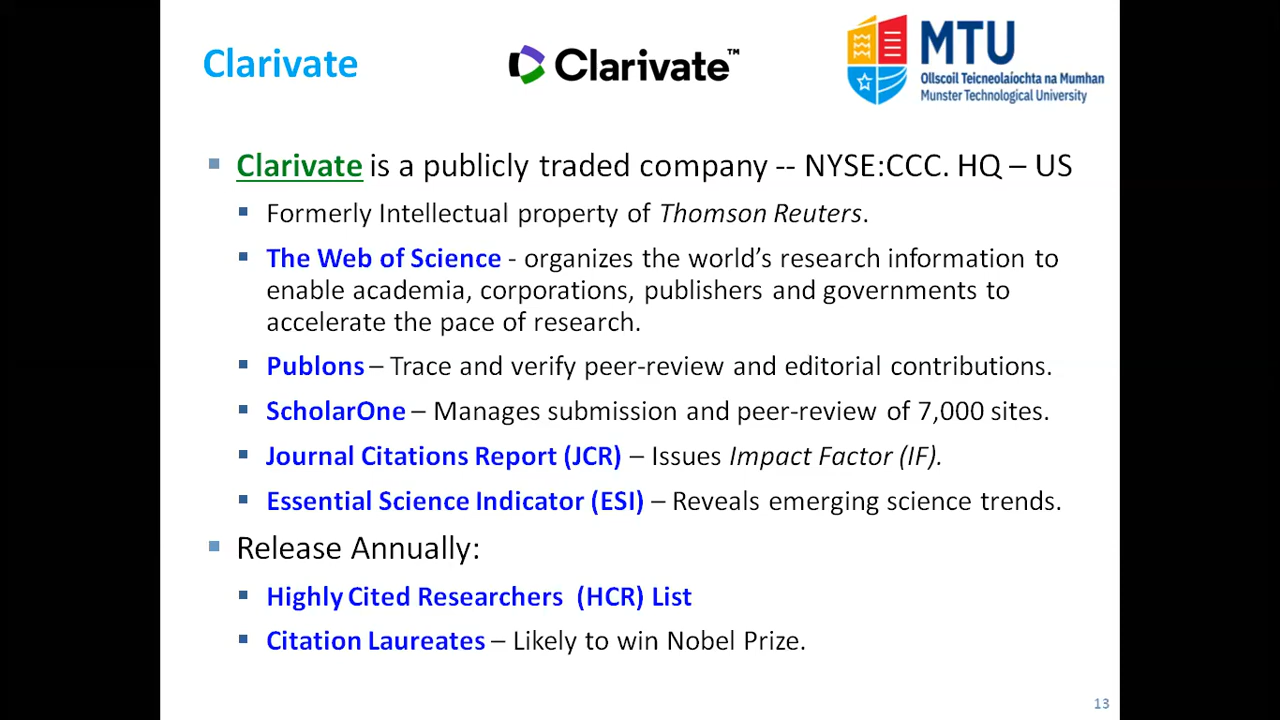 Clarivate
Clarivate™
MTU
Ollscoil Teicneolaíochta na Mumhan
Munster Technological University
▪ Clarivate is a publicly traded company -- NYSE:CCC. HQ – US
▪ Formerly Intellectual property of Thomson Reuters.
▪ The Web of Science - organizes the world’s research information to
enable academia, corporations, publishers and governments to
accelerate the pace of research.
▪ Publons – Trace and verify peer-review and editorial contributions.
▪ ScholarOne – Manages submission and peer-review of 7,000 sites.
▪ Journal Citations Report (JCR) – Issues Impact Factor (IF).
▪ Essential Science Indicator (ESI) – Reveals emerging science trends.
▪ Release Annually:
▪ Highly Cited Researchers (HCR) List
▪ Citation Laureates – Likely to win Nobel Prize.
13